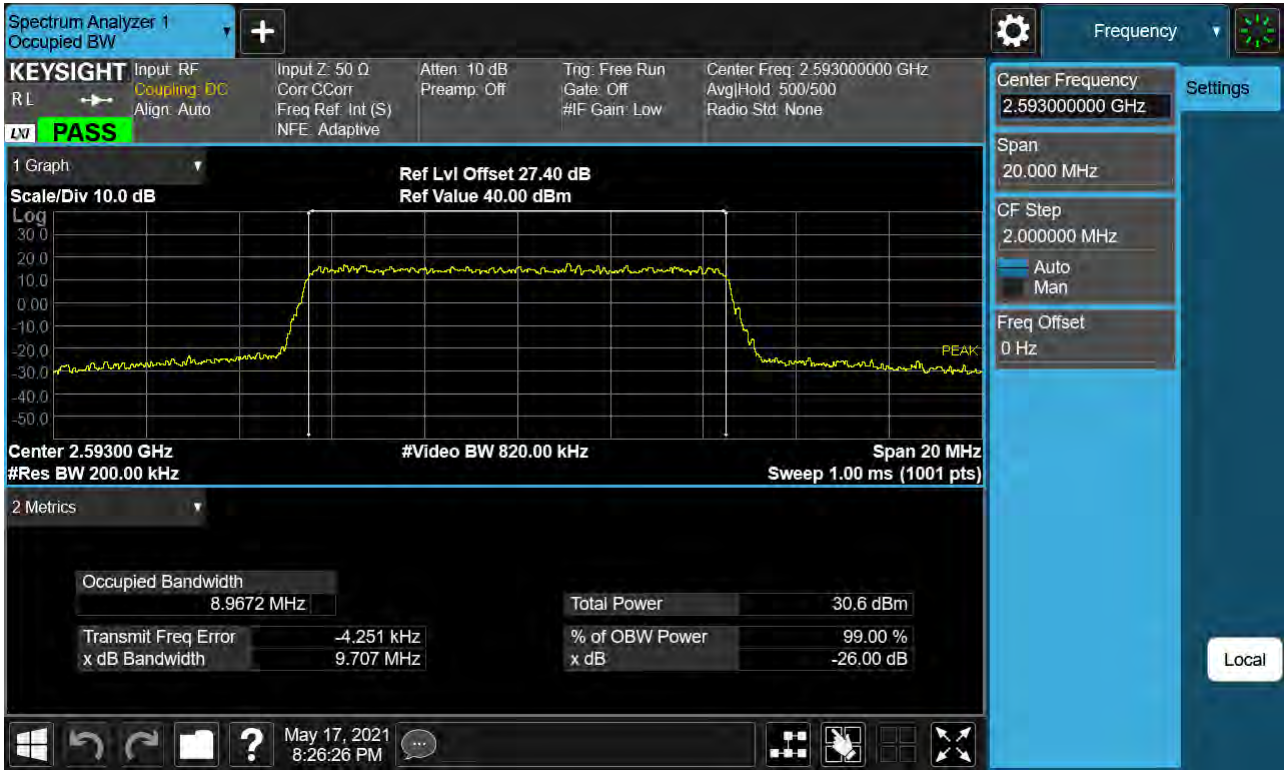 Spectrum Analyzer 1
Occupied BW
+
Frequency
KEYSIGHT
Input: RF
Coupling: DC
Align: Auto
Input Z: 50 Ω
Corr CCorr
Freq Ref: Int (S)
NFE: Adaptive
Atten: 10 dB
Preamp: Off
Trig: Free Run
Gate: Off
#IF Gain: Low
Center Freq: 2.593000000 GHz
Avg|Hold: 500/500
Radio Std: None
R L
LXI PASS
Center Frequency
2.593000000 GHz
Settings
Span
20.000 MHz
CF Step
2.000000 MHz
Auto
Man
Freq Offset
0 Hz
Local
1 Graph
Scale/Div 10.0 dB
Ref Lvl Offset 27.40 dB
Ref Value 40.00 dBm
Log
30.0
20.0
10.0
0.00
-10.0
-20.0
-30.0
-40.0
-50.0
PEAK
Center 2.59300 GHz
#Video BW 820.00 kHz
Span 20 MHz
#Res BW 200.00 kHz
Sweep 1.00 ms (1001 pts)
2 Metrics
Occupied Bandwidth
8.9672 MHz
Total Power 30.6 dBm
Transmit Freq Error -4.251 kHz
% of OBW Power 99.00 %
x dB Bandwidth 9.707 MHz
x dB -26.00 dB
?
May 17, 2021
8:26:26 PM